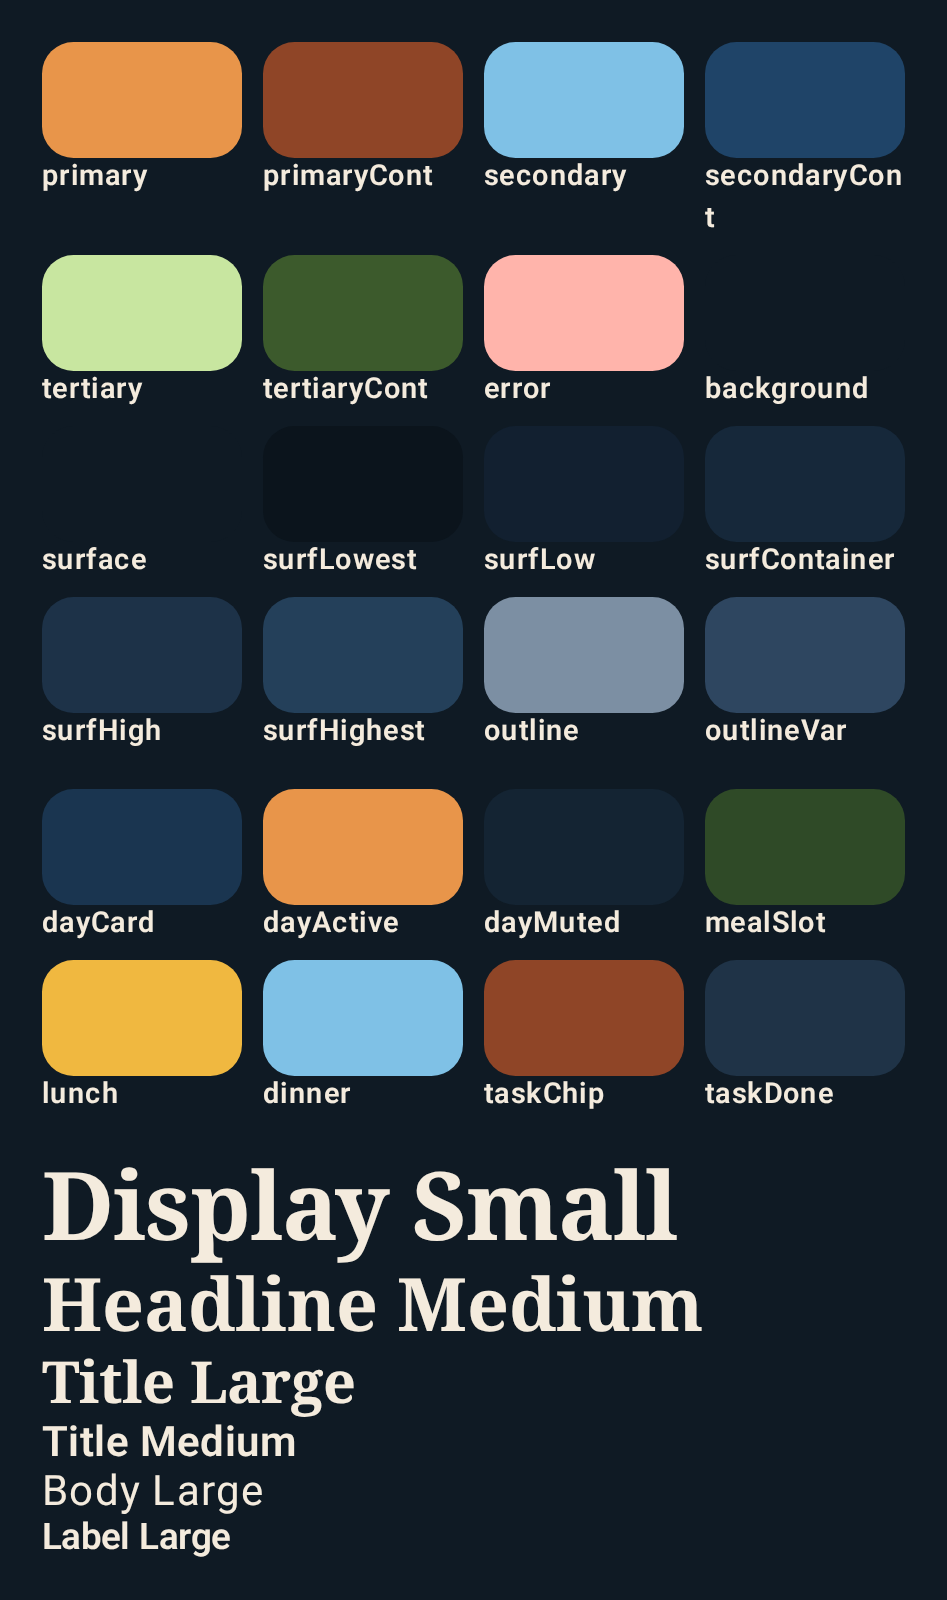 primary
primaryCont
secondary
secondaryCon
t
tertiary
tertiaryCont
error
background
surface
surfLowest
surfLow
surfContainer
surfHigh
surfHighest
outline
outlineVar
dayCard
dayActive
dayMuted
mealSlot
lunch
dinner
taskChip
taskDone
Display Small
Headline Medium
Title Large
Title Medium
Body Large
Label Large